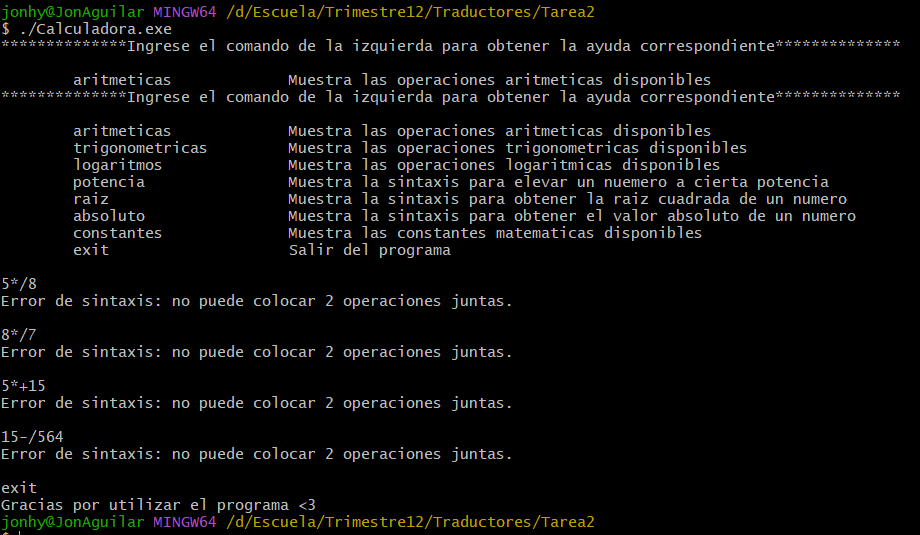 jonhy@JonAguilar MINGW64 /d/Escuela/Trimestre12/Traductores/Tarea2
$ ./Calculadora.exe
**************Ingrese el comando de la izquierda para obtener la ayuda correspondiente**************
aritmeticas Muestra las operaciones aritmeticas disponibles
**************Ingrese el comando de la izquierda para obtener la ayuda correspondiente**************
aritmeticas Muestra las operaciones aritmeticas disponibles
trigonometricas Muestra las operaciones trigonometricas disponibles
logaritmos Muestra las operaciones logaritmicas disponibles
potencia Muestra la sintaxis para elevar un nuemero a cierta potencia
raiz Muestra la sintaxis para obtener la raiz cuadrada de un numero
absoluto Muestra la sintaxis para obtener el valor absoluto de un numero
constantes Muestra las constantes matematicas disponibles
exit Salir del programa
5*/8
Error de sintaxis: no puede colocar 2 operaciones juntas.
8*/7
Error de sintaxis: no puede colocar 2 operaciones juntas.
5*+15
Error de sintaxis: no puede colocar 2 operaciones juntas.
15-/564
Error de sintaxis: no puede colocar 2 operaciones juntas.
exit
Gracias por utilizar el programa <3
jonhy@JonAguilar MINGW64 /d/Escuela/Trimestre12/Traductores/Tarea2
$